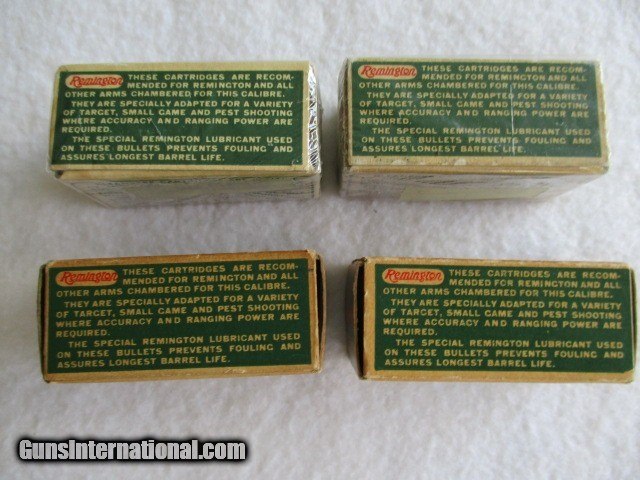 Remington THESE CARTRIDGES ARE RECOM-
MENDED FOR REMINGTON AND ALL
OTHER ARMS CHAMBERED FOR THIS CALIBRE.
THEY ARE SPECIALLY ADAPTED FOR A VARIETY
OF TARGET, SMALL GAME AND PEST SHOOTING
WHERE ACCURACY AND RANGING POWER ARE
REQUIRED.
THE SPECIAL REMINGTON LUBRICANT USED
ON THESE BULLETS PREVENTS FOULING AND
ASSURES LONGEST BARREL LIFE.
Remington THESE CARTRIDGES ARE RECOM-
MENDED FOR REMINGTON AND ALL
OTHER ARMS CHAMBERED FOR THIS CALIBRE.
THEY ARE SPECIALLY ADAPTED FOR A VARIETY
OF TARGET, SMALL GAME AND PEST SHOOTING
WHERE ACCURACY AND RANGING POWER ARE
REQUIRED.
THE SPECIAL REMINGTON LUBRICANT USED
ON THESE BULLETS PREVENTS FOULING AND
ASSURES LONGEST BARREL LIFE.
Remington THESE CARTRIDGES ARE RECOM-
MENDED FOR REMINGTON AND ALL
OTHER ARMS CHAMBERED FOR THIS CALIBRE.
THEY ARE SPECIALLY ADAPTED FOR A VARIETY
OF TARGET, SMALL GAME AND PEST SHOOTING
WHERE ACCURACY AND RANGING POWER ARE
REQUIRED.
THE SPECIAL REMINGTON LUBRICANT USED
ON THESE BULLETS PREVENTS FOULING AND
ASSURES LONGEST BARREL LIFE.
Remington THESE CARTRIDGES ARE RECOM-
MENDED FOR REMINGTON AND ALL
OTHER ARMS CHAMBERED FOR THIS CALIBRE.
THEY ARE SPECIALLY ADAPTED FOR A VARIETY
OF TARGET, SMALL GAME AND PEST SHOOTING
WHERE ACCURACY AND RANGING POWER ARE
REQUIRED.
THE SPECIAL REMINGTON LUBRICANT USED
ON THESE BULLETS PREVENTS FOULING AND
ASSURES LONGEST BARREL LIFE.
GunsInternational.com